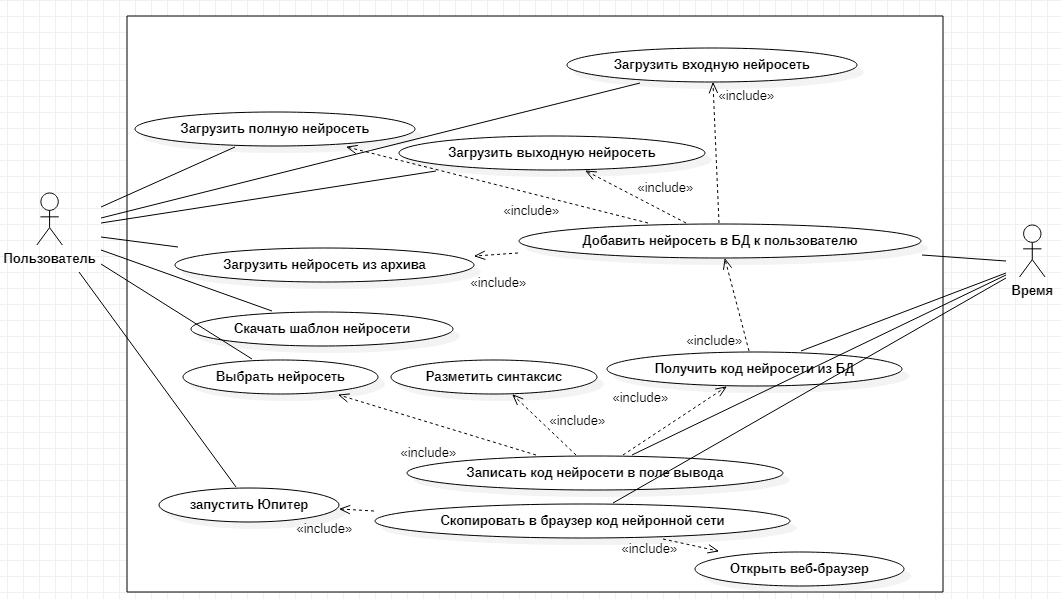 Загрузить входную нейросеть
«include»
Загрузить полную нейросеть
Загрузить выходную нейросеть
«include»
«include»
Добавить нейросеть в БД к пользователю
Пользователь
Загрузить нейросеть из архива
«include»
Время
Скачать шаблон нейросети
«include»
Получить код нейросети из БД
Выбрать нейросеть
Разметить синтаксис
«include»
«include»
«include»
Записать код нейросети в поле вывода
запустить Юпитер
Скопировать в браузер код нейронной сети
«include»
«include»
Открыть веб-браузер